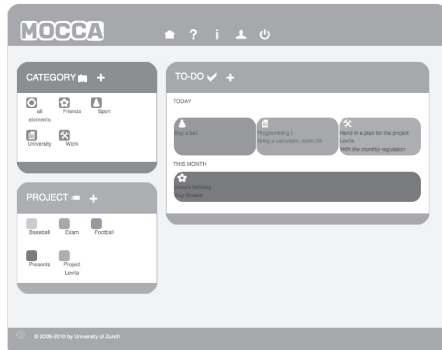 MOCCA
? i
CATEGORY +
all elements
Friends
Sport
University
Work
PROJECT +
Baseball
Exam
Football
Presents
Project Levita
TO-DO +
TODAY
Buy a ball
Programming I
Bring a calculator, room 28
Hand in a plan for the project
Levita
With the monthly regulation
THIS MONTH
birthday
Buy flowers
© 2009-2010 by University of Zurich